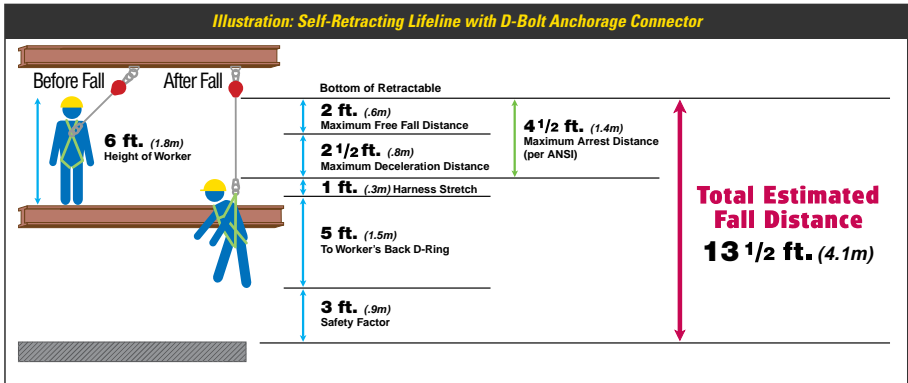 Illustration: Self-Retracting Lifeline with D-Bolt Anchorage Connector
Before Fall
After Fall
6 ft. (1.8m)
Height of Worker
Bottom of Retractable
2 ft. (.6m)
Maximum Free Fall Distance
2 1/2 ft. (.8m)
Maximum Deceleration Distance
1 ft. (.3m) Harness Stretch
5 ft. (1.5m)
To Worker's Back D-Ring
3 ft. (.9m)
Safety Factor
4 1/2 ft. (1.4m)
Maximum Arrest Distance
(per ANSI)
Total Estimated
Fall Distance
13 1/2 ft. (4.1m)